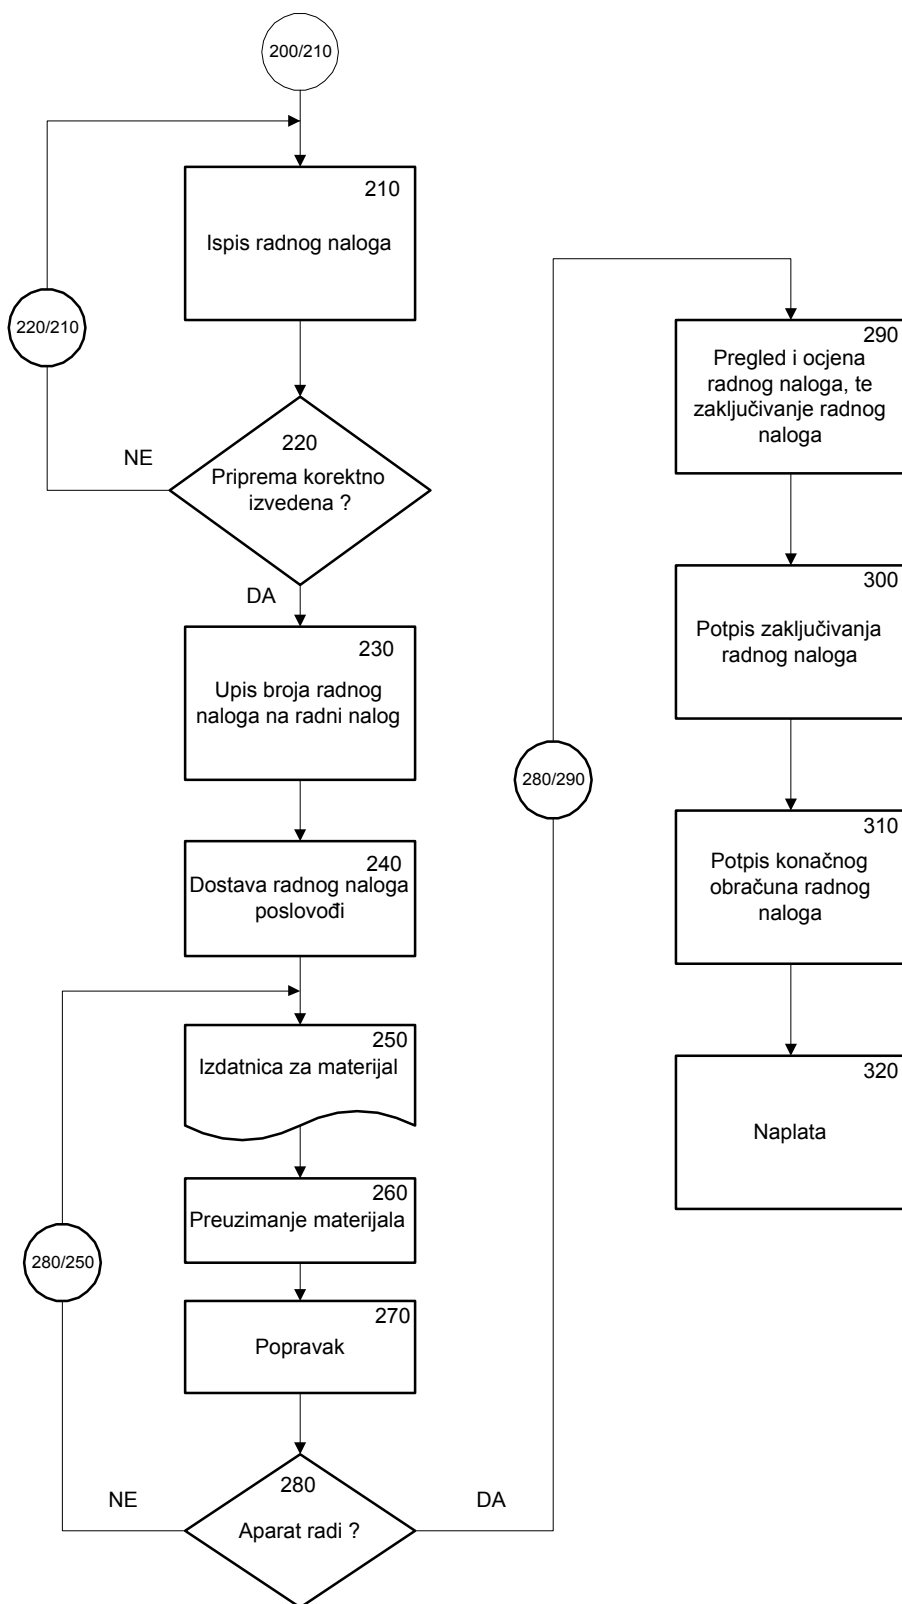 200/210
210
Ispis radnog naloga
220/210
220
Priprema korektno
izvedena ?
NE
DA
230
Upis broja radnog
naloga na radni nalog
240
Dostava radnog naloga
poslovođi
250
Izdatnica za materijal
260
Preuzimanje materijala
280/250
270
Popravak
280
Aparat radi ?
NE
DA
280/290
290
Pregled i ocjena
radnog naloga, te
zaključivanje radnog
naloga
300
Potpis zaključivanja
radnog naloga
310
Potpis konačnog
obračuna radnog
naloga
320
Naplata